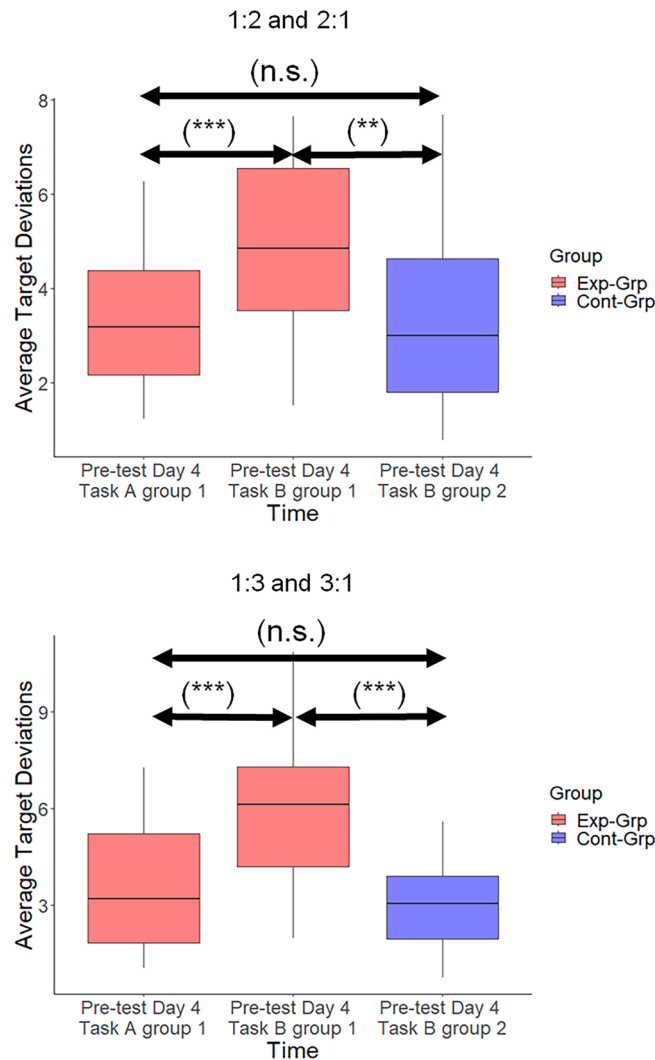 1:2 and 2:1
(n.s.)
(***)
(**)
8
6
4
2
Average Target Deviations
Pre-test Day 4
Task A group 1
Pre-test Day 4
Task B group 1
Pre-test Day 4
Task B group 2
Time
Group
Exp-Grp
Cont-Grp
1:3 and 3:1
(n.s.)
(***)
(***)
9
6
3
Average Target Deviations
Pre-test Day 4
Task A group 1
Pre-test Day 4
Task B group 1
Pre-test Day 4
Task B group 2
Time
Group
Exp-Grp
Cont-Grp